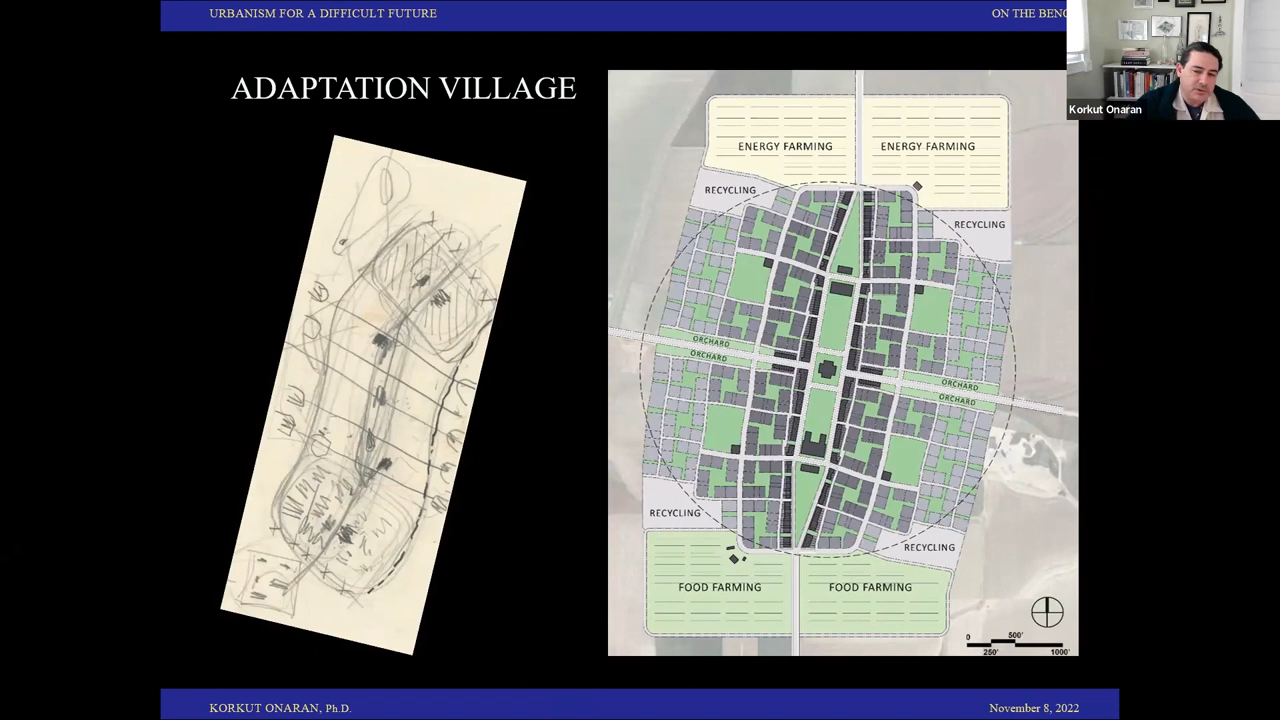 URBANISM FOR A DIFFICULT FUTURE
ON THE
Korkut Onaran
ADAPTATION VILLAGE
ENERGY FARMING
ENERGY FARMING
RECYCLING
RECYCLING
ORCHARD
ORCHARD
ORCHARD
ORCHARD
RECYCLING
RECYCLING
FOOD FARMING
FOOD FARMING
0 500'
250' 1000'
KORKUT ONARAN, Ph.D.
November 8, 2022